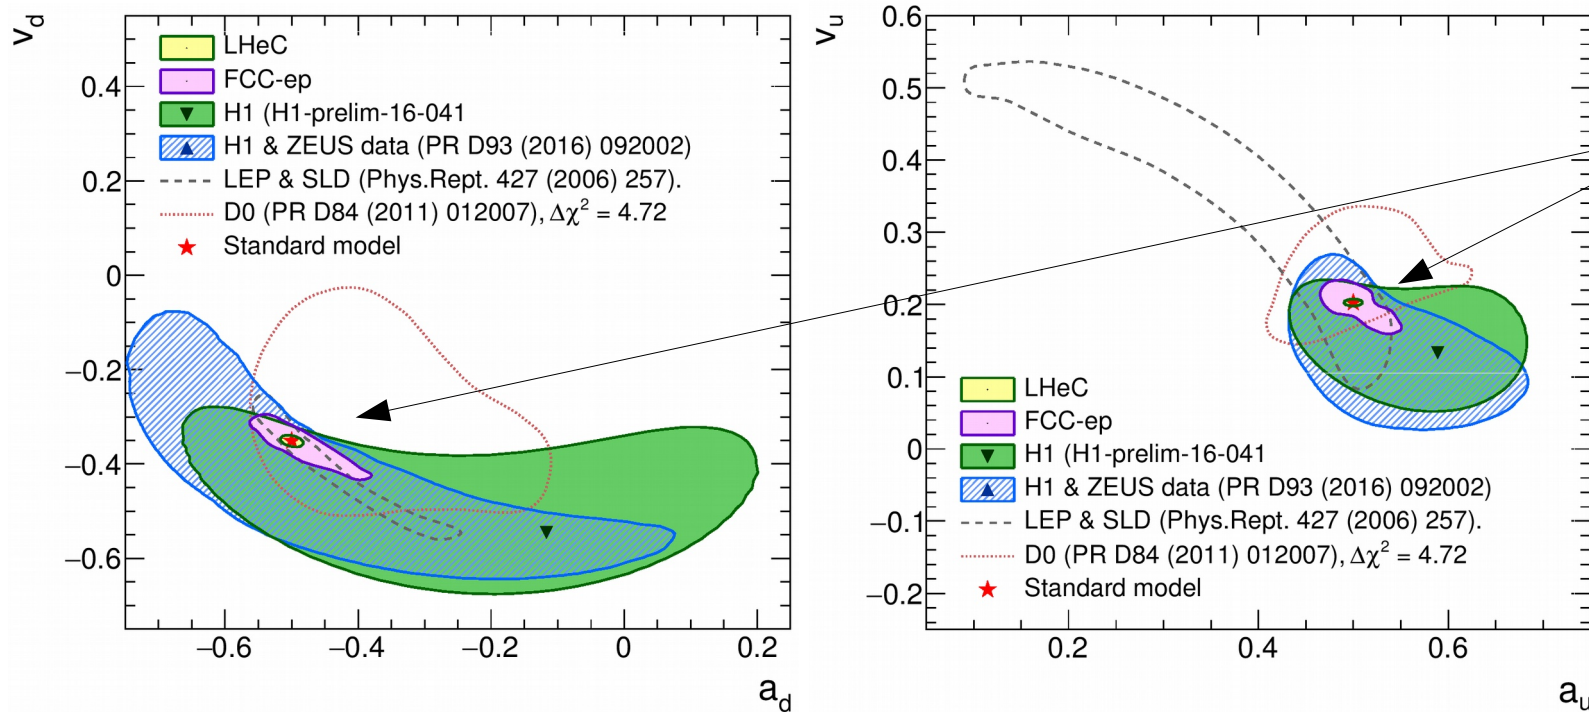 v_d
LHeC
FCC-ep
H1 (H1-prelim-16-041
H1 & ZEUS data (PR D93 (2016) 092002)
LEP & SLD (Phys.Rept. 427 (2006) 257).
D0 (PR D84 (2011) 012007), Δχ² = 4.72
Standard model
0.4
0.2
0
−0.2
−0.4
−0.6
−0.6 −0.4 −0.2 0 0.2
a_d
v_u
0.6
0.5
0.4
0.3
0.2
0.1
0
−0.1
−0.2
LHeC
FCC-ep
H1 (H1-prelim-16-041
H1 & ZEUS data (PR D93 (2016) 092002)
LEP & SLD (Phys.Rept. 427 (2006) 257).
D0 (PR D84 (2011) 012007), Δχ² = 4.72
Standard model
0.2 0.4 0.6
a_u